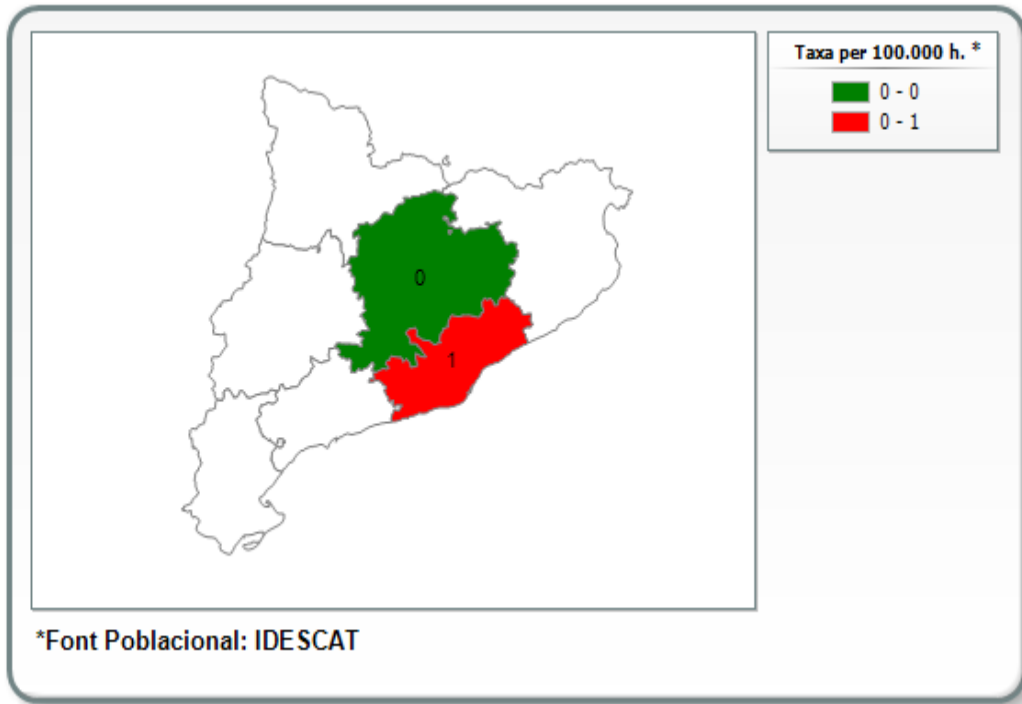 Taxa per 100.000 h. *
0 - 0
0 - 1
0
1
*Font Poblacional: IDESCAT